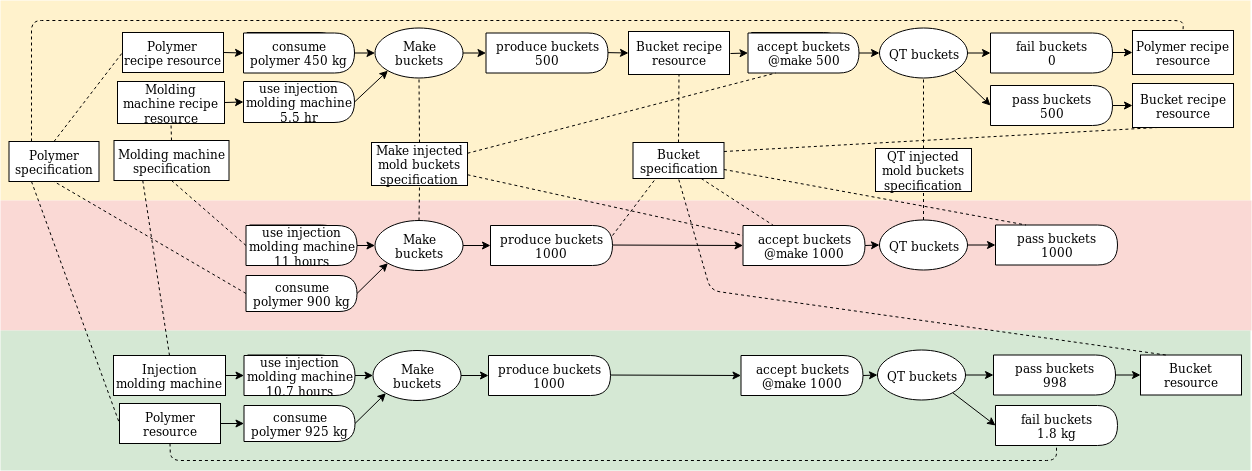 Polymer
recipe resource
consume
polymer 450 kg
Make
buckets
produce buckets
500
Bucket recipe
resource
accept buckets
@make 500
QT buckets
fail buckets
0
Polymer recipe
resource
Molding
machine recipe
resource
use injection
molding machine
5.5 hr
pass buckets
500
Bucket recipe
resource
Polymer
specification
Molding machine
specification
Make injected
mold buckets
specification
Bucket
specification
QT injected
mold buckets
specification
use injection
molding machine
11 hours
Make
buckets
produce buckets
1000
accept buckets
@make 1000
QT buckets
pass buckets
1000
consume
polymer 900 kg
Injection
molding machine
use injection
molding machine
10.7 hours
Make
buckets
produce buckets
1000
accept buckets
@make 1000
QT buckets
pass buckets
998
Bucket
resource
Polymer
resource
consume
polymer 925 kg
fail buckets
1.8 kg